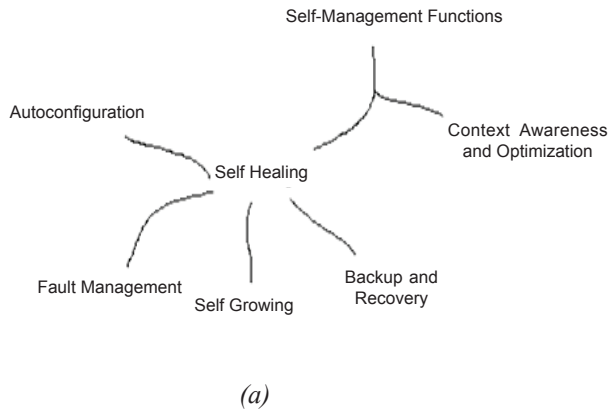 Self-Management Functions
Autoconfiguration
Context Awareness
and Optimization
Self Healing
Fault Management
Self Growing
Backup and
Recovery
(a)